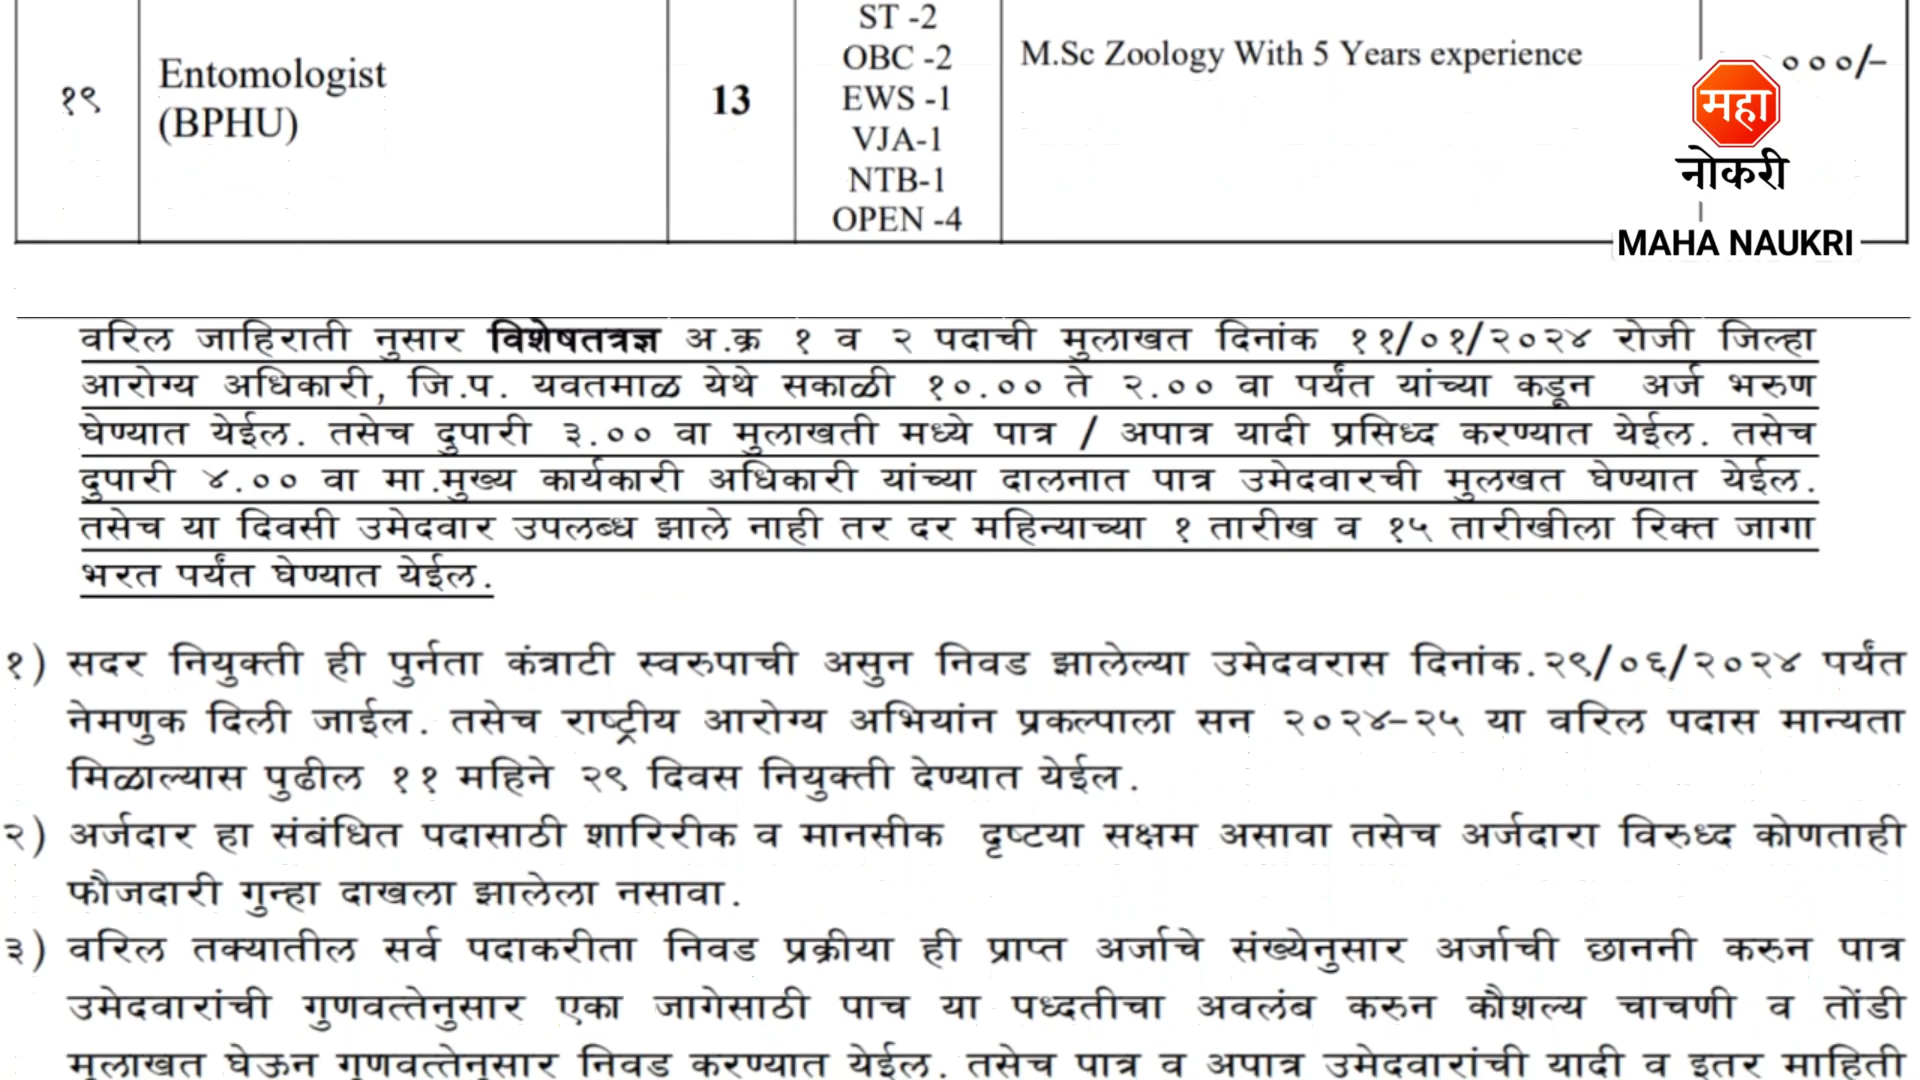 ST -2
OBC -2
EWS -1
VJA-1
NTB-1
OPEN -4
१९
Entomologist
(BPHU)
13
M.Sc Zoology With 5 Years experience
०००/-
महा
नोकरी
MAHA NAUKRI
वरिल जाहिराती नुसार विशेषतत्रज्ञ अ.क्र १ व २ पदाची मुलाखत दिनांक ११/०१/२०२४ रोजी जिल्हा
आरोग्य अधिकारी, जि.प. यवतमाळ येथे सकाळी १०.०० ते २.०० वा पर्यंत यांच्या कडून अर्ज भरुण
घेण्यात येईल. तसेच दुपारी ३.०० वा मुलाखती मध्ये पात्र / अपात्र यादी प्रसिध्द करण्यात येईल. तसेच
दुपारी ४.०० वा मा.मुख्य कार्यकारी अधिकारी यांच्या दालनात पात्र उमेदवारची मुलखत घेण्यात येईल.
तसेच या दिवसी उमेदवार उपलब्ध झाले नाही तर दर महिन्याच्या १ तारीख व १५ तारीखीला रिक्त जागा
भरत पर्यंत घेण्यात येईल.
१) सदर नियुक्ती ही पुर्नता कंत्राटी स्वरुपाची असुन निवड झालेल्या उमेदवरास दिनांक.२९/०६/२०२४ पर्यंत
नेमणुक दिली जाईल. तसेच राष्ट्रीय आरोग्य अभियांन प्रकल्पाला सन २०२४-२५ या वरिल पदास मान्यता
मिळाल्यास पुढील ११ महिने २९ दिवस नियुक्ती देण्यात येईल.
२) अर्जदार हा संबंधित पदासाठी शारिरीक व मानसीक दृष्टया सक्षम असावा तसेच अर्जदारा विरुध्द कोणताही
फौजदारी गुन्हा दाखला झालेला नसावा.
३) वरिल तक्यातील सर्व पदाकरीता निवड प्रक्रीया ही प्राप्त अर्जाचे संख्येनुसार अर्जाची छाननी करुन पात्र
उमेदवारांची गुणवत्तेनुसार एका जागेसाठी पाच या पध्दतीचा अवलंब करुन कौशल्य चाचणी व तोंडी
मुलाखत घेऊन गुणवत्तेनुसार निवड करण्यात येईल. तसेच पात्र व अपात्र उमेदवारांची यादी व इतर माहिती